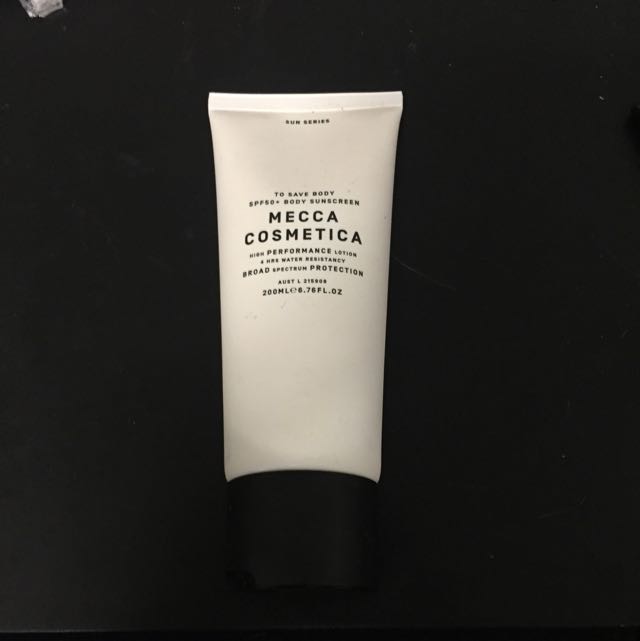 SUN SERIES
TO SAVE BODY
SPF50+ BODY SUNSCREEN
MECCA
COSMETICA
HIGH PERFORMANCE LOTION
4 HRS WATER RESISTANCY
BROAD SPECTRUM PROTECTION
AUST L 215908
200ML℮6.76FL.OZ